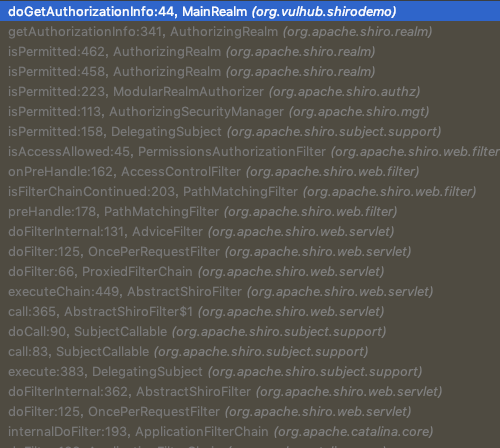 doGetAuthorizationInfo:44, MainRealm (org.vulhub.shirodemo)
getAuthorizationInfo:341, AuthorizingRealm (org.apache.shiro.realm)
isPermitted:462, AuthorizingRealm (org.apache.shiro.realm)
isPermitted:458, AuthorizingRealm (org.apache.shiro.realm)
isPermitted:223, ModularRealmAuthorizer (org.apache.shiro.authz)
isPermitted:113, AuthorizingSecurityManager (org.apache.shiro.mgt)
isPermitted:158, DelegatingSubject (org.apache.shiro.subject.support)
isAccessAllowed:45, PermissionsAuthorizationFilter (org.apache.shiro.web.filter
onPreHandle:162, AccessControlFilter (org.apache.shiro.web.filter)
isFilterChainContinued:203, PathMatchingFilter (org.apache.shiro.web.filter)
preHandle:178, PathMatchingFilter (org.apache.shiro.web.filter)
doFilterInternal:131, AdviceFilter (org.apache.shiro.web.servlet)
doFilter:125, OncePerRequestFilter (org.apache.shiro.web.servlet)
doFilter:66, ProxiedFilterChain (org.apache.shiro.web.servlet)
executeChain:449, AbstractShiroFilter (org.apache.shiro.web.servlet)
call:365, AbstractShiroFilter$1 (org.apache.shiro.web.servlet)
doCall:90, SubjectCallable (org.apache.shiro.subject.support)
call:83, SubjectCallable (org.apache.shiro.subject.support)
execute:383, DelegatingSubject (org.apache.shiro.subject.support)
doFilterInternal:362, AbstractShiroFilter (org.apache.shiro.web.servlet)
doFilter:125, OncePerRequestFilter (org.apache.shiro.web.servlet)
internalDoFilter:193, ApplicationFilterChain (org.apache.catalina.core)